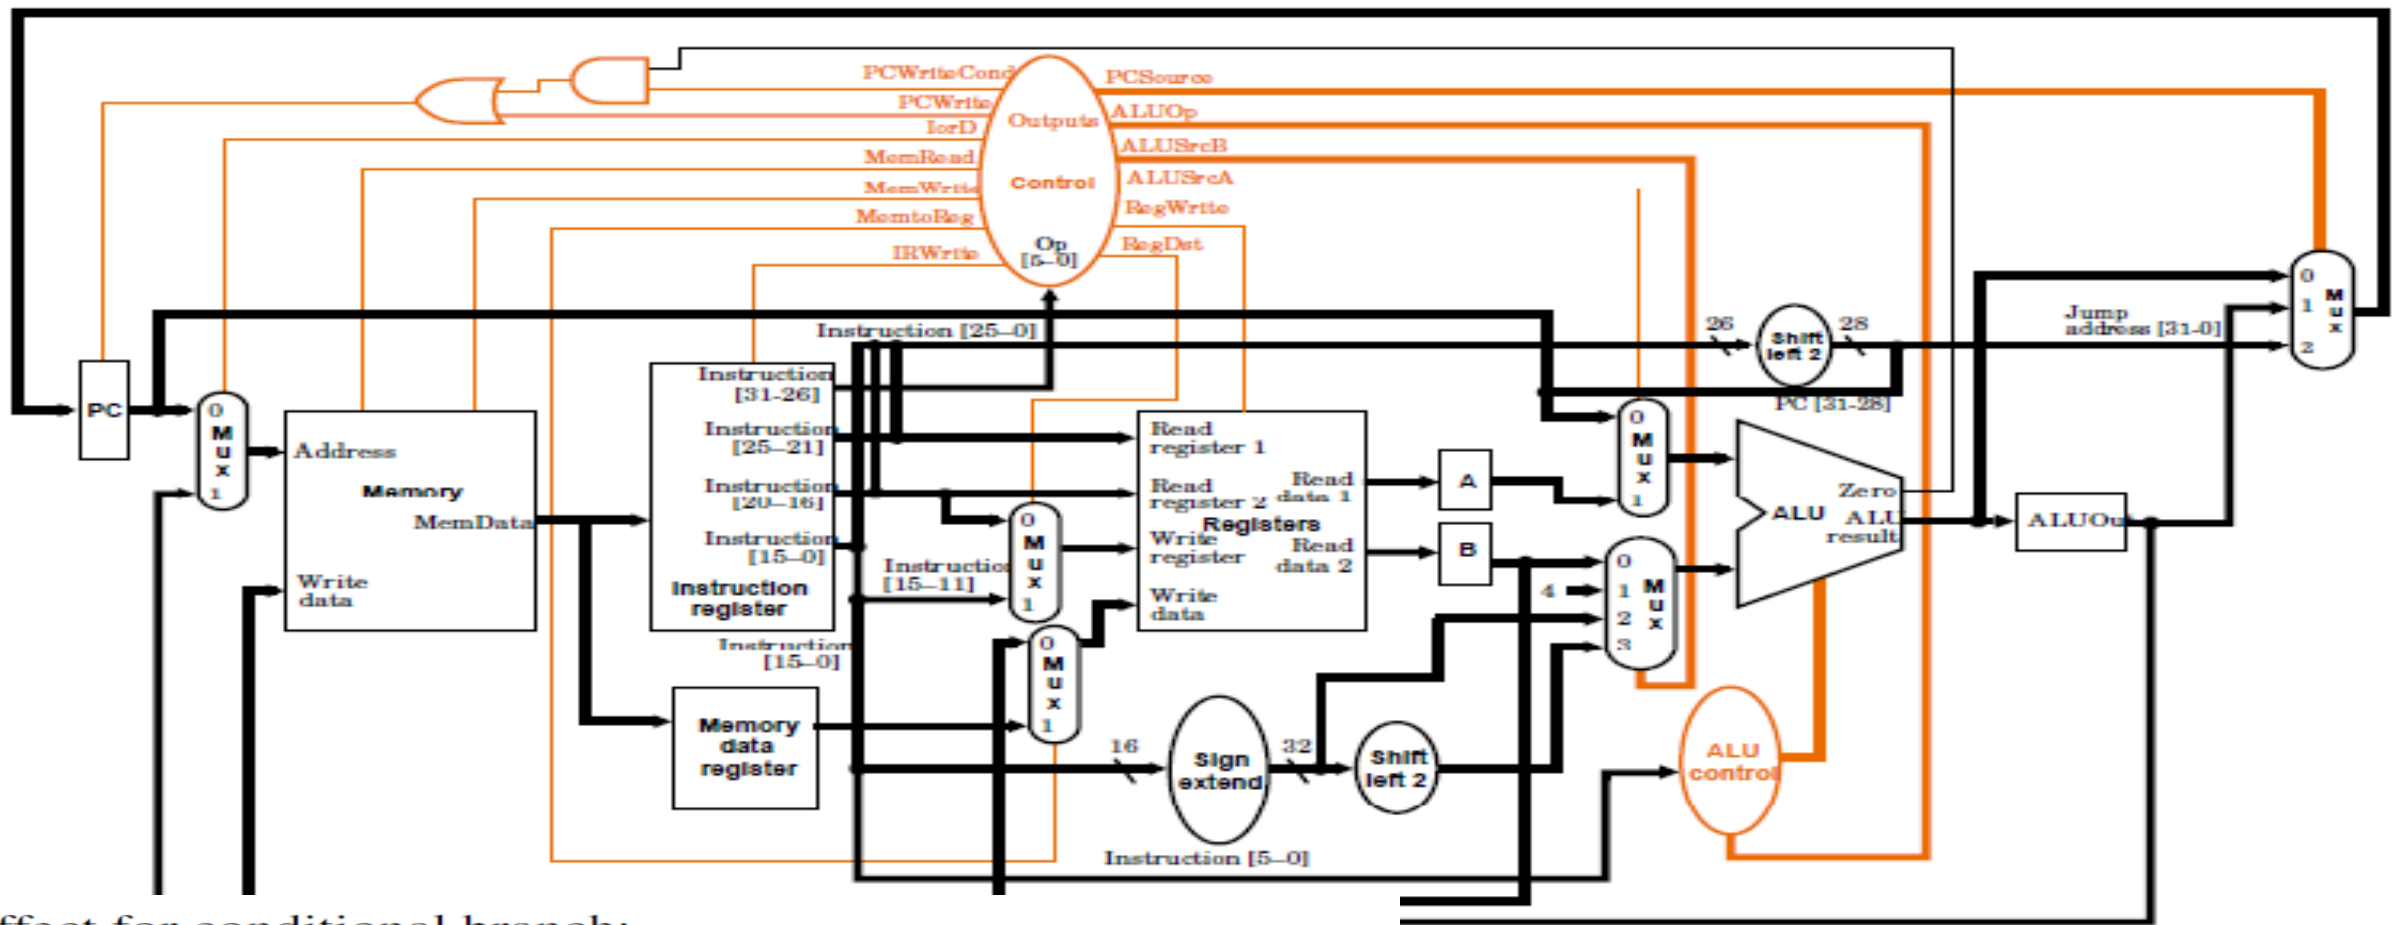 PCWriteCond
PCSource
PCWrite
ALUOp
Outputs
IorD
ALUSrcB
MemRead
ALUSrcA
Control
MemWrite
RegWrite
MemtoReg
RegDst
Op
[5–0]
IRWrite
Instruction [25–0]
26
Shift
left 2
28
Jump
address [31-0]
0
1
2
M
u
x
PC [31-28]
PC
0
M
u
x
1
Address
Memory
MemData
Write
data
Instruction
[31-26]
Instruction
[25–21]
Instruction
[20–16]
Instruction
[15–0]
Instruction
register
Instruction
[15–11]
Instruction
[15–0]
Memory
data
register
0
M
u
x
1
0
M
u
x
1
Read
register 1
Read
register 2
Registers
Write
register
Write
data
Read
data 1
Read
data 2
A
B
4
0
M
u
x
1
0
1
2
3
M
u
x
ALU
Zero
ALU
result
ALUOu
16
Sign
extend
32
Shift
left 2
ALU
control
Instruction [5–0]
ffect for conditional branch: